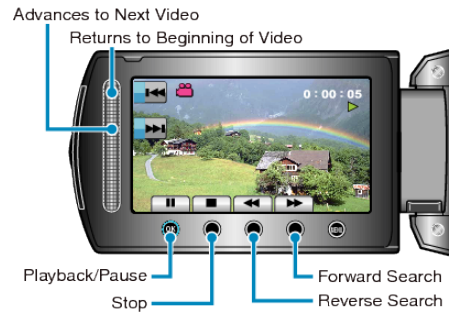 Advances to Next Video
Returns to Beginning of Video
0:00:05
OK
MENU
Playback/Pause
Forward Search
Stop
Reverse Search